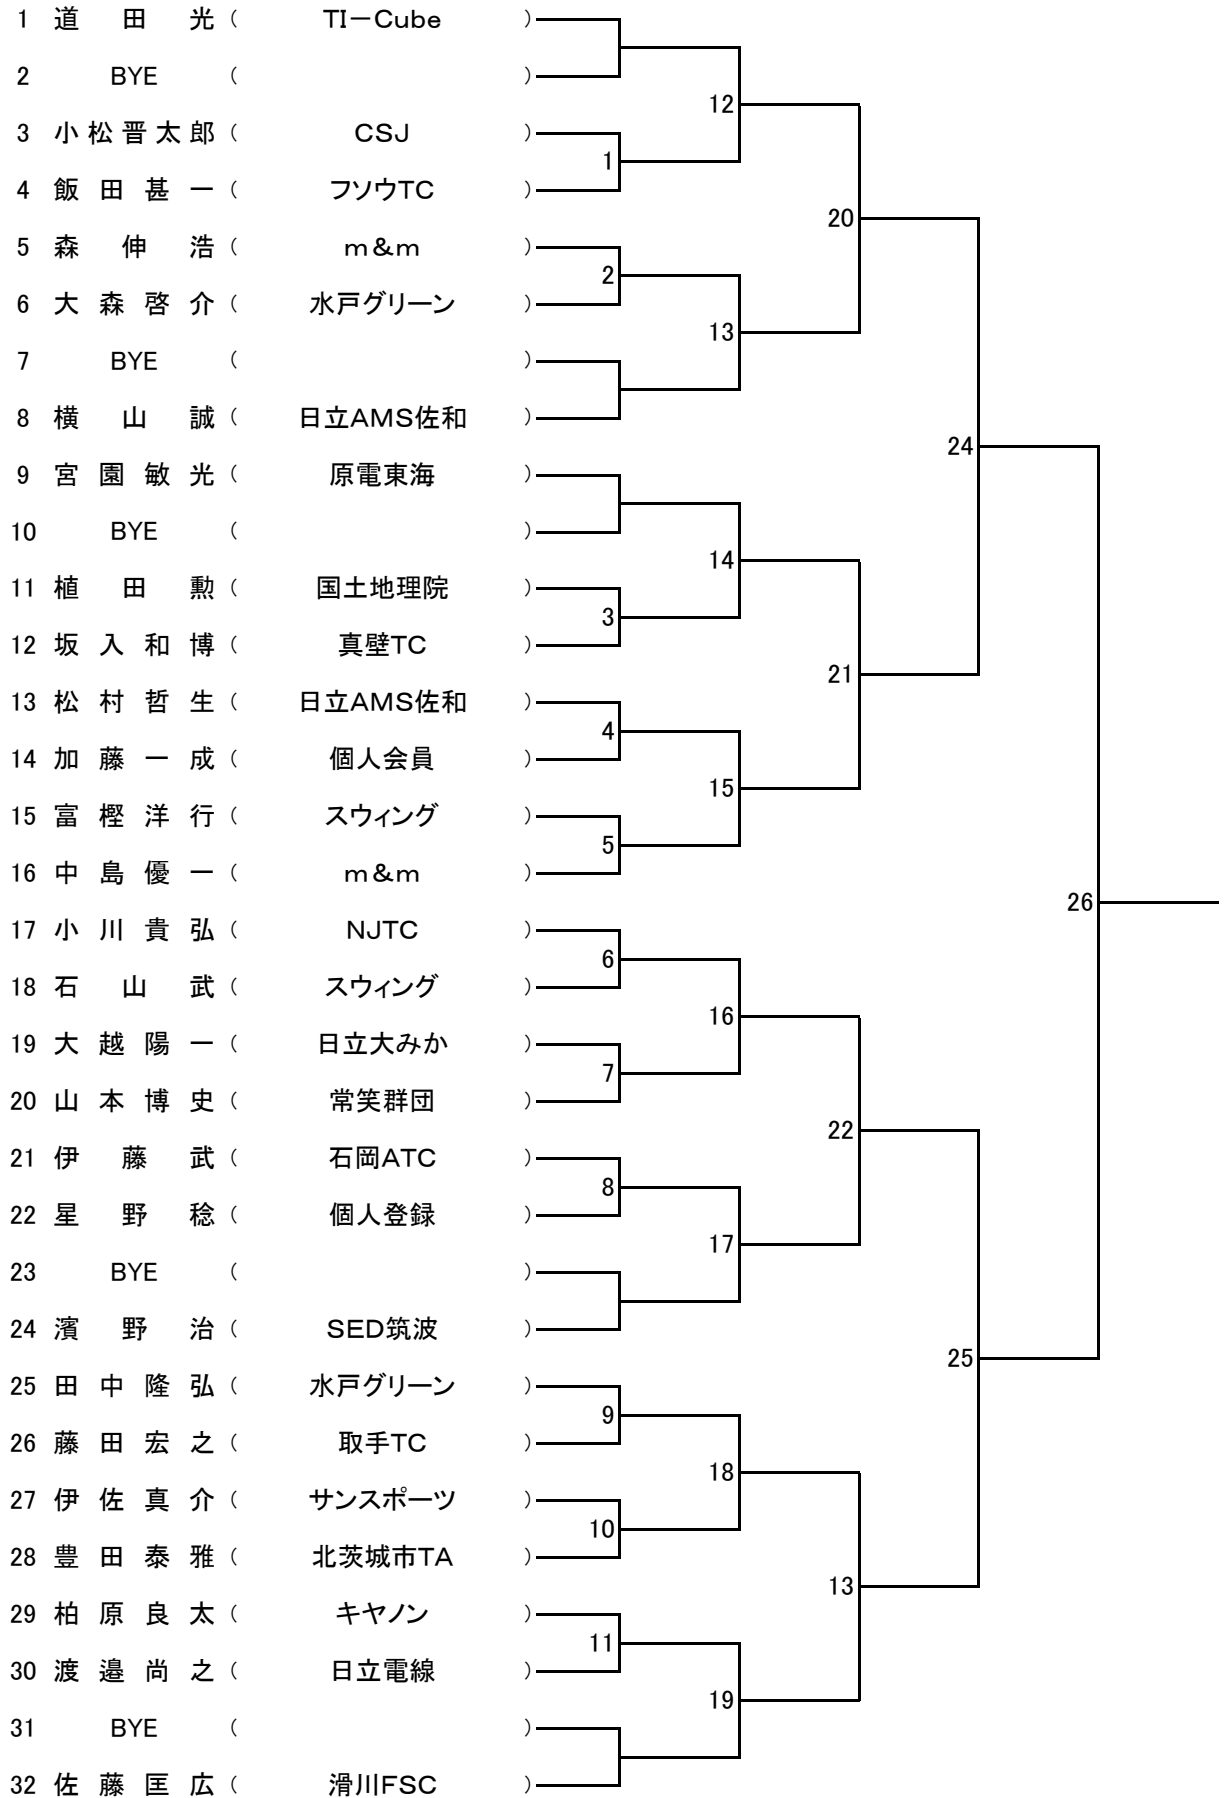 1 道田光（ TI－Cube ）
2 BYE （ ）
12
3 小松晋太郎（ CSJ ）
1
4 飯田甚一（ フソウTC ）
20
5 森伸浩（ m&m ）
2
6 大森啓介（ 水戸グリーン ）
13
7 BYE （ ）
8 横山誠（ 日立AMS佐和 ）
24
9 宮園敏光（ 原電東海 ）
10 BYE （ ）
14
11 植田勲（ 国土地理院 ）
3
12 坂入和博（ 真壁TC ）
21
13 松村哲生（ 日立AMS佐和 ）
4
14 加藤一成（ 個人会員 ）
15
15 富樫洋行（ スウィング ）
5
16 中島優一（ m&m ）
26
17 小川貴弘（ NJTC ）
6
18 石山武（ スウィング ）
16
19 大越陽一（ 日立大みか ）
7
20 山本博史（ 常笑群団 ）
22
21 伊藤武（ 石岡ATC ）
8
22 星野稔（ 個人登録 ）
17
23 BYE （ ）
24 濱野治（ SED筑波 ）
25
25 田中隆弘（ 水戸グリーン ）
9
26 藤田宏之（ 取手TC ）
18
27 伊佐真介（ サンスポーツ ）
10
28 豊田泰雅（ 北茨城市TA ）
13
29 柏原良太（ キヤノン ）
11
30 渡邉尚之（ 日立電線 ）
19
31 BYE （ ）
32 佐藤匡広（ 滑川FSC ）